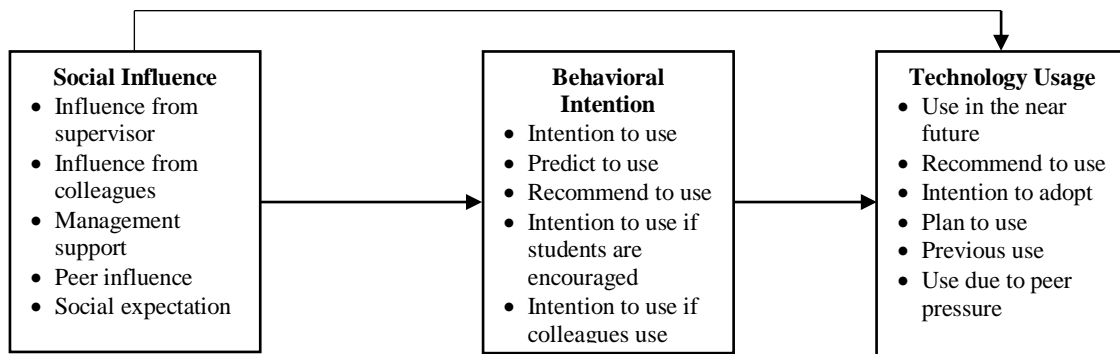 Social Influence
• Influence from
supervisor
• Influence from
colleagues
• Management
support
• Peer influence
• Social expectation
Behavioral
Intention
• Intention to use
• Predict to use
• Recommend to use
• Intention to use if
students are
encouraged
• Intention to use if
colleagues use
Technology Usage
• Use in the near
future
• Recommend to use
• Intention to adopt
• Plan to use
• Previous use
• Use due to peer
pressure